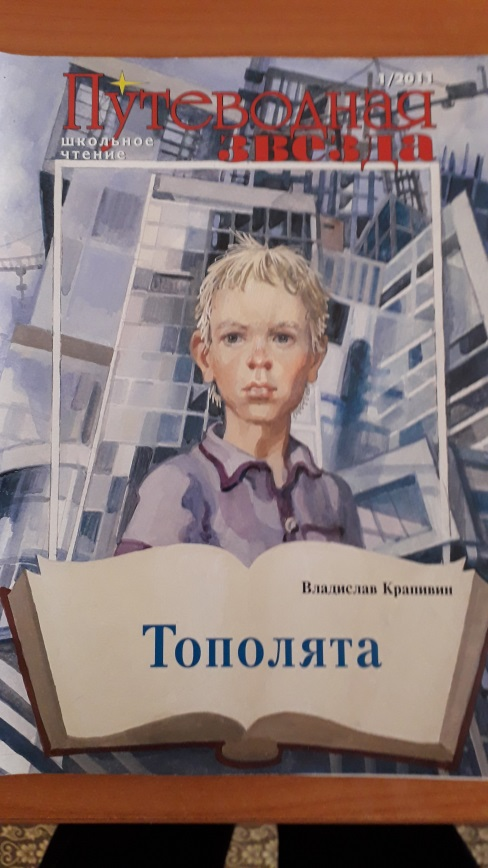 1/2011
Путеводная
звезда
школьное
чтение
Владислав Крапивин
Тополята